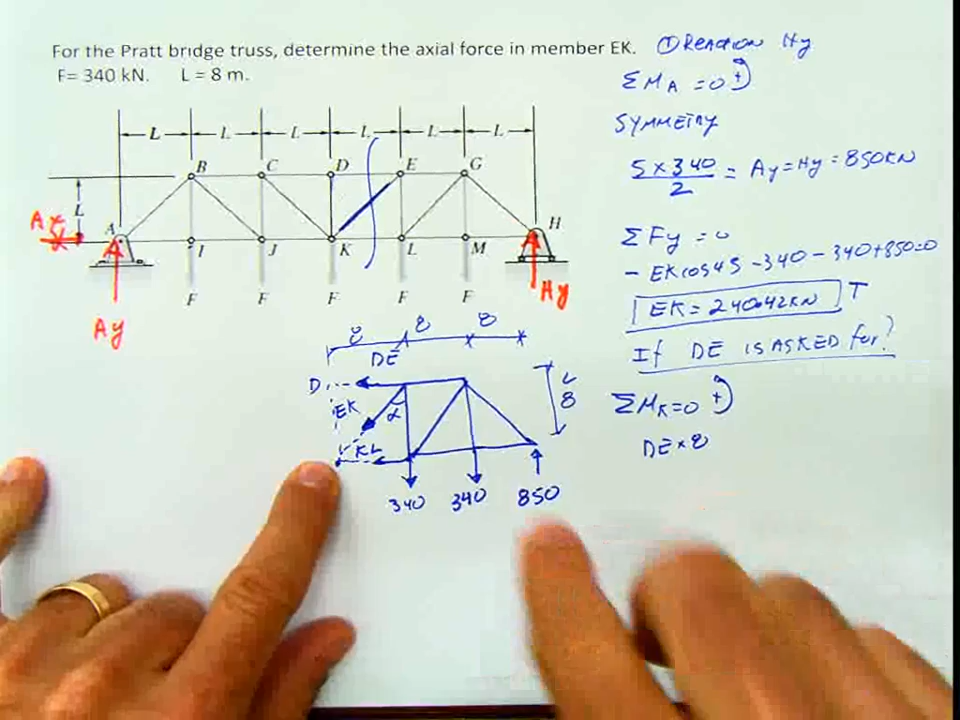 For the Pratt bridge truss, determine the axial force in member EK.
F= 340 kN. L = 8 m.
① REACTION Hy
ΣMA = 0 +
SYMMETRY
5 x 340 / 2 = Ay = Hy = 850KN
ΣFy = 0
- EK cos 45 - 340 - 340 + 850 = 0
EK = 240.42KN T
If DE IS ASKED for?
ΣMK = 0 +
DE x 8
L L L L L L
B C D E G
L
Ax
A I J K L M H
F F F F F
Ay Hy
8 8 8
DE
D
EK α
KL
L
8
340 340 850